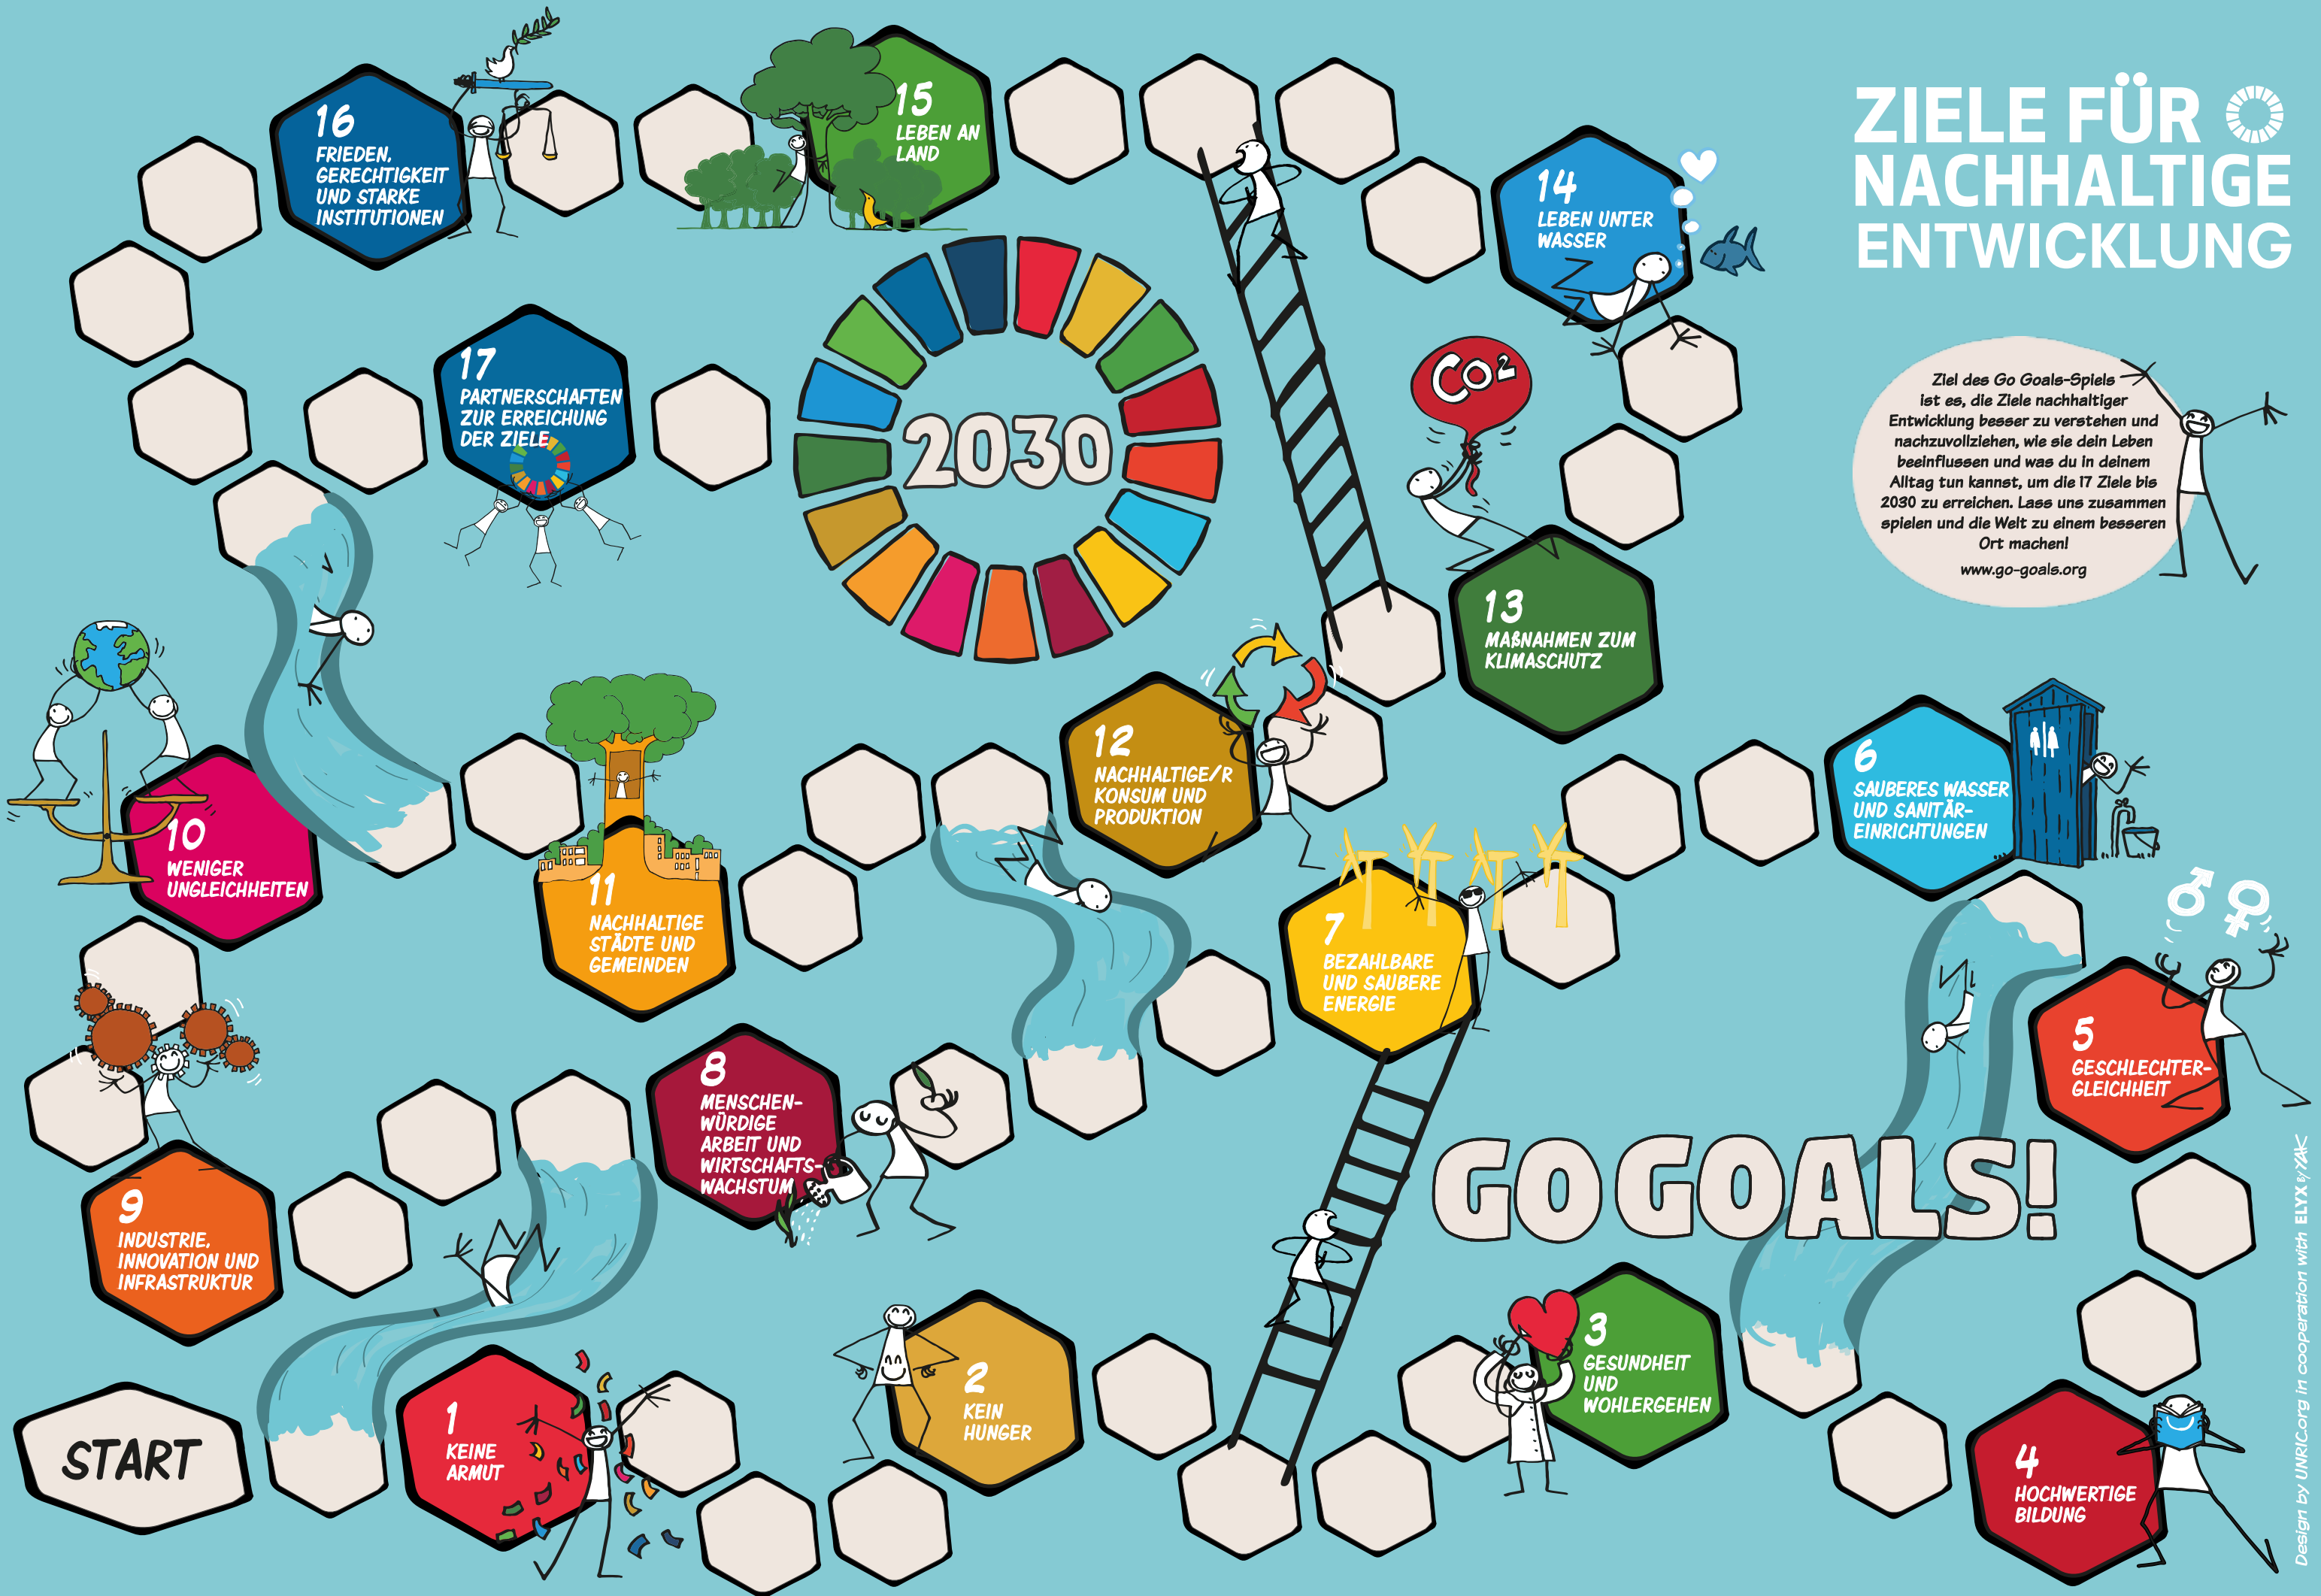 ZIELE FÜR
NACHHALTIGE
ENTWICKLUNG
Ziel des Go Goals-Spiels
ist es, die Ziele nachhaltiger
Entwicklung besser zu verstehen und
nachzuvollziehen, wie sie dein Leben
beeinflussen und was du in deinem
Alltag tun kannst, um die 17 Ziele bis
2030 zu erreichen. Lass uns zusammen
spielen und die Welt zu einem besseren
Ort machen!
www.go-goals.org
16
FRIEDEN,
GERECHTIGKEIT
UND STARKE
INSTITUTIONEN
15
LEBEN AN
LAND
14
LEBEN UNTER
WASSER
17
PARTNERSCHAFTEN
ZUR ERREICHUNG
DER ZIELE
2030
CO2
13
MAßNAHMEN ZUM
KLIMASCHUTZ
12
NACHHALTIGE/R
KONSUM UND
PRODUKTION
10
WENIGER
UNGLEICHHEITEN
11
NACHHALTIGE
STÄDTE UND
GEMEINDEN
6
SAUBERES WASSER
UND SANITÄR-
EINRICHTUNGEN
7
BEZAHLBARE
UND SAUBERE
ENERGIE
5
GESCHLECHTER-
GLEICHHEIT
8
MENSCHEN-
WÜRDIGE
ARBEIT UND
WIRTSCHAFTS-
WACHSTUM
9
INDUSTRIE,
INNOVATION UND
INFRASTRUKTUR
GO GOALS!
3
GESUNDHEIT
UND
WOHLERGEHEN
2
KEIN
HUNGER
1
KEINE
ARMUT
START
4
HOCHWERTIGE
BILDUNG
Design by UNRIC.org in cooperation with ELYX by YAK